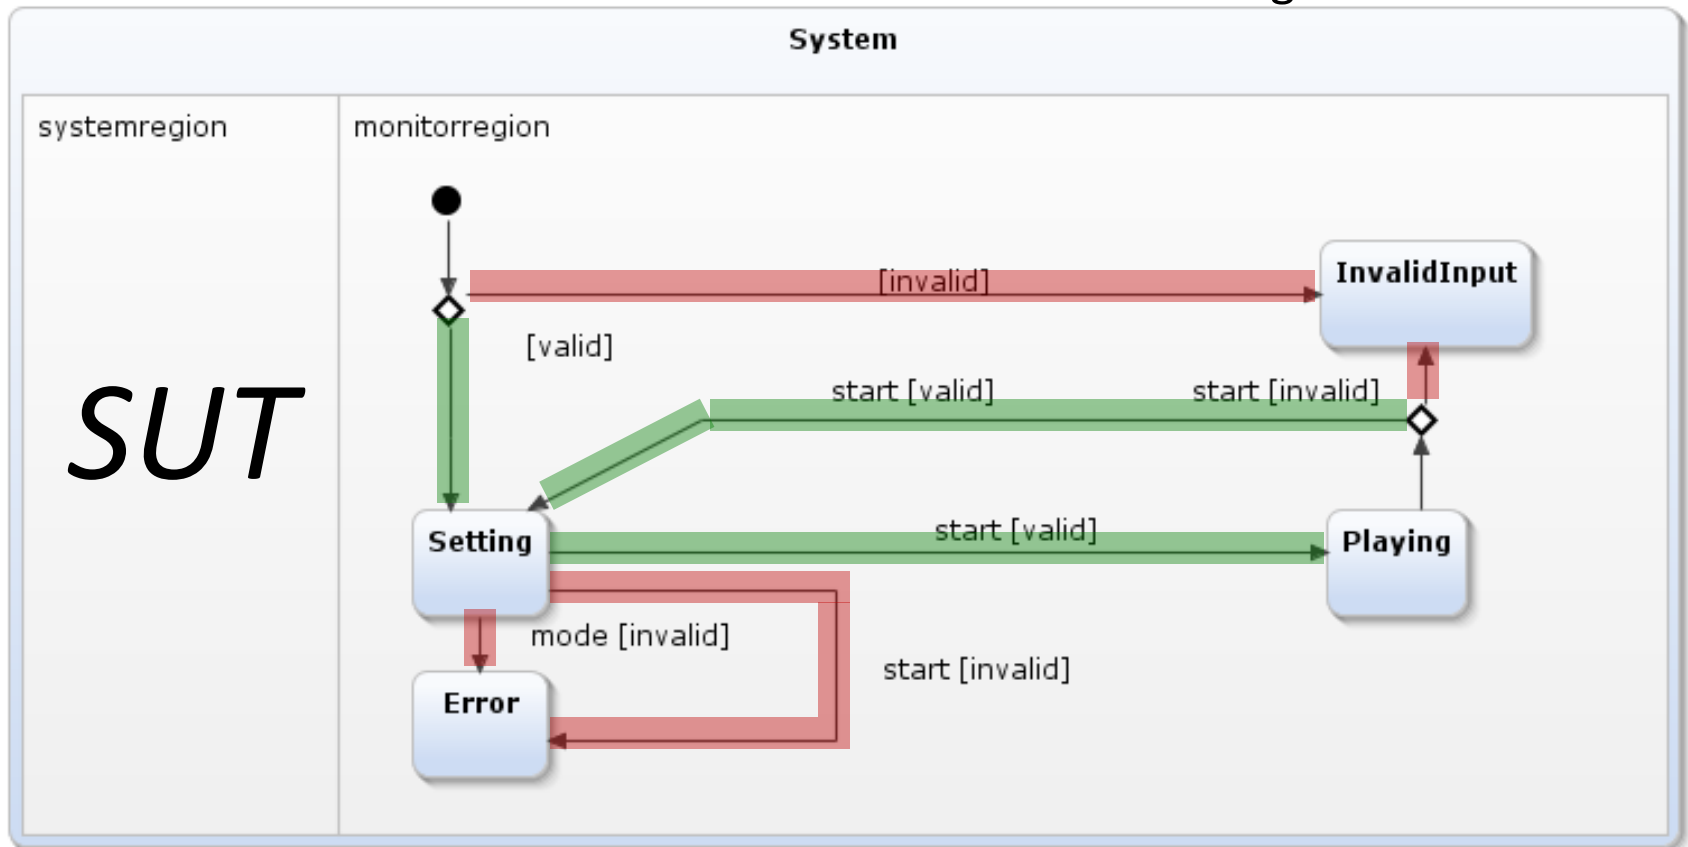 System
systemregion
monitorregion
[invalid]
InvalidInput
[valid]
start [valid]
start [invalid]
SUT
start [valid]
Setting
Playing
mode [invalid]
start [invalid]
Error